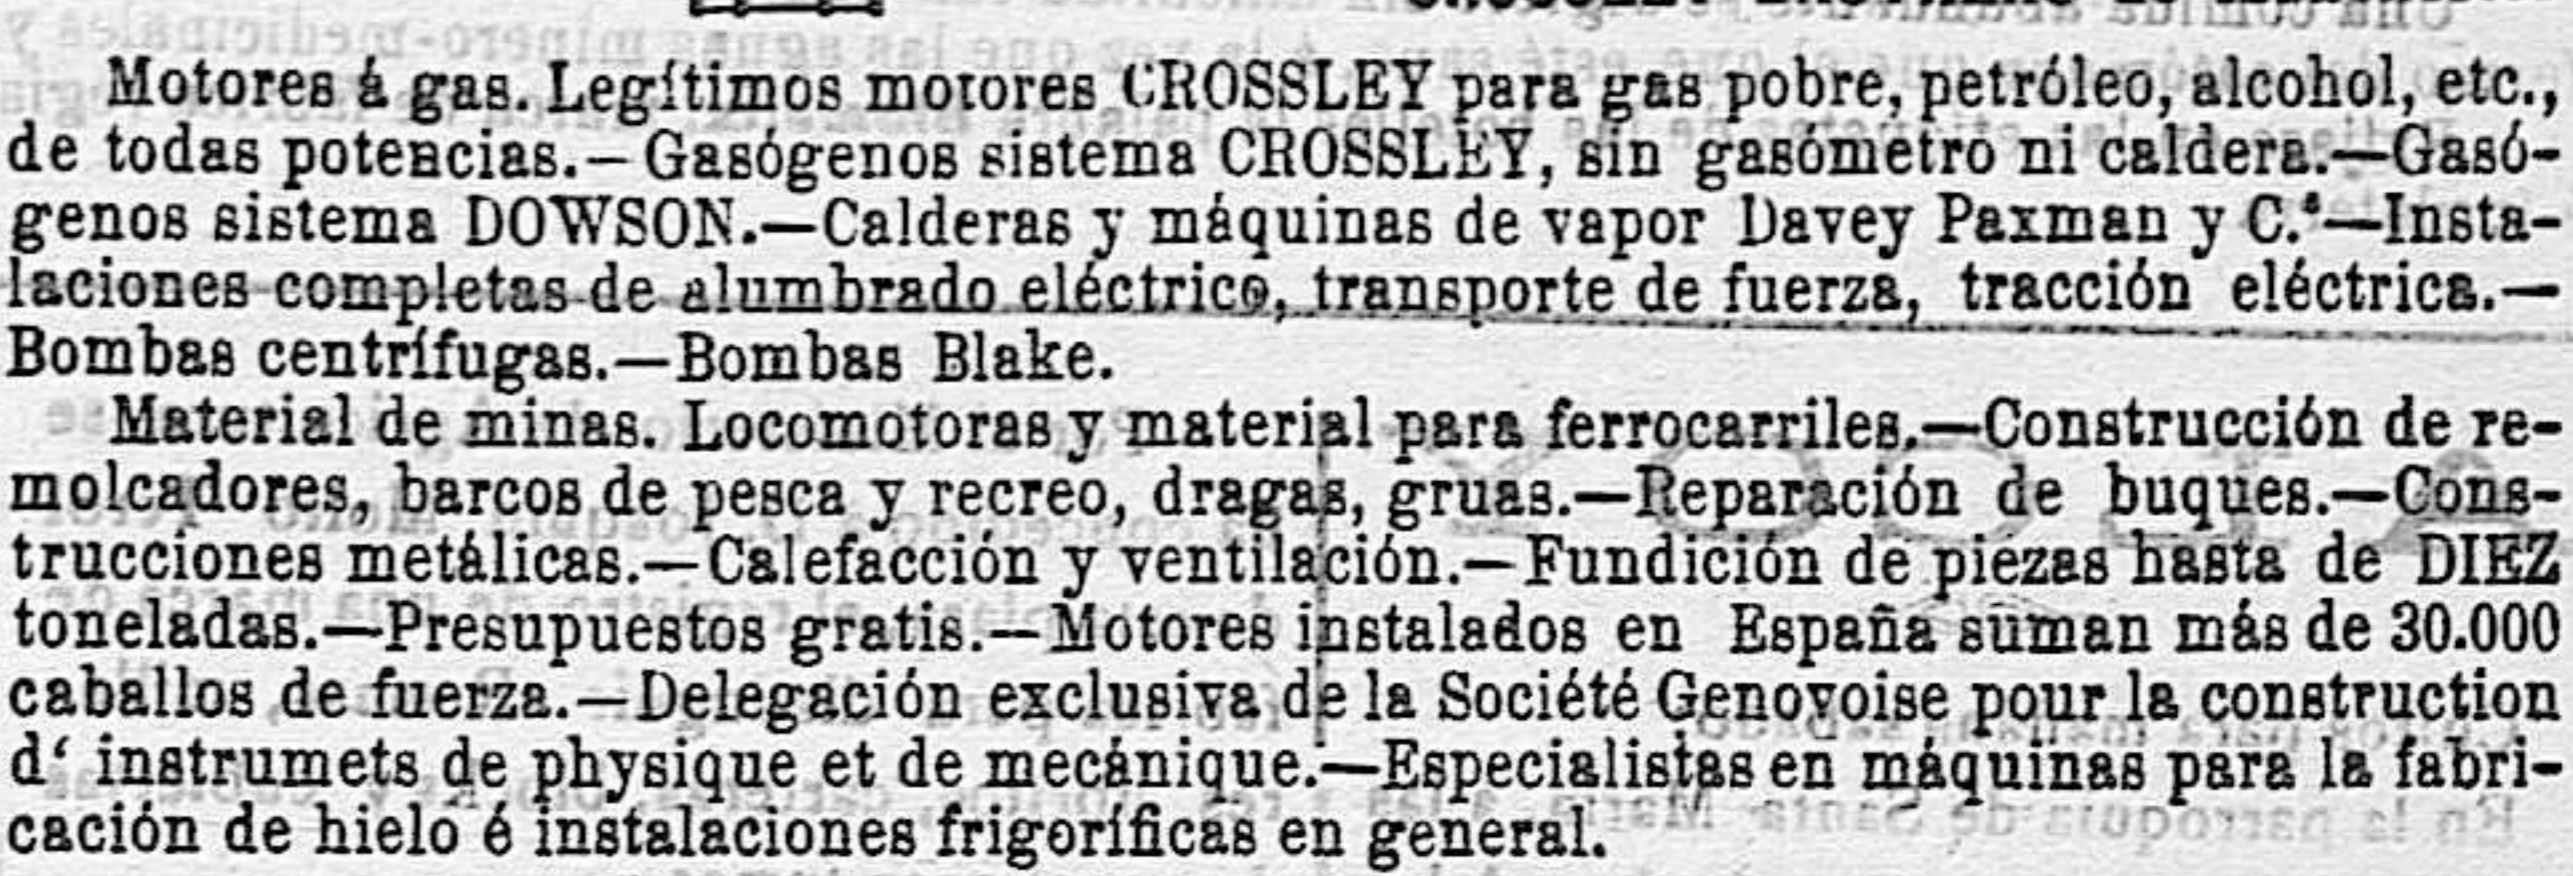 Motores á gas. Legítimos motores CROSSLEY para gas pobre, petróleo, alcohol, etc.,
de todas potencias.—Gasógenos sistema CROSSLEY, sin gasómetro ni caldera.—Gasó-
genos sistema DOWSON.—Calderas y máquinas de vapor Davey Paxman y C.ª—Insta-
laciones completas de alumbrado eléctrico, transporte de fuerza, tracción eléctrica.—
Bombas centrífugas.—Bombas Blake.
Material de minas. Locomotoras y material para ferrocarriles.—Construcción de re-
molcadores, barcos de pesca y recreo, dragas, gruas.—Reparación de buques.—Cons-
trucciones metálicas.—Calefacción y ventilación.—Fundición de piezas hasta de DIEZ
toneladas.—Presupuestos gratis.—Motores instalados en España suman más de 30.000
caballos de fuerza.—Delegación exclusiva de la Société Genovoise pour la construction
d‘ instrumets de physique et de mecánique.—Especialistas en máquinas para la fabri-
cación de hielo é instalaciones frigoríficas en general.